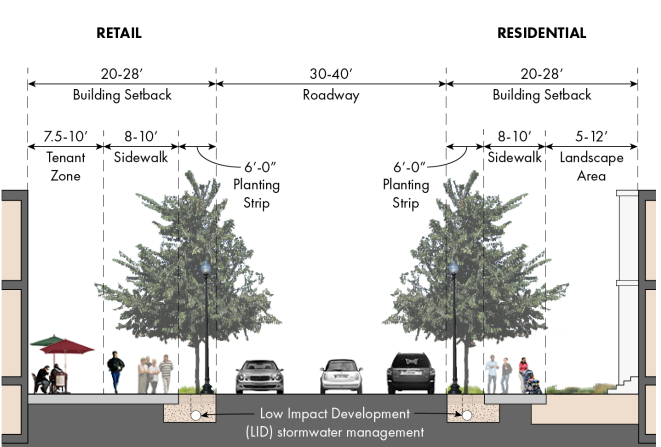 RETAIL
RESIDENTIAL
20-28’
Building Setback
30-40’
Roadway
20-28’
Building Setback
7.5-10’
Tenant
Zone
8-10’
Sidewalk
6’-0”
Planting
Strip
6’-0”
Planting
Strip
8-10’
Sidewalk
5-12’
Landscape
Area
Low Impact Development
(LID) stormwater management